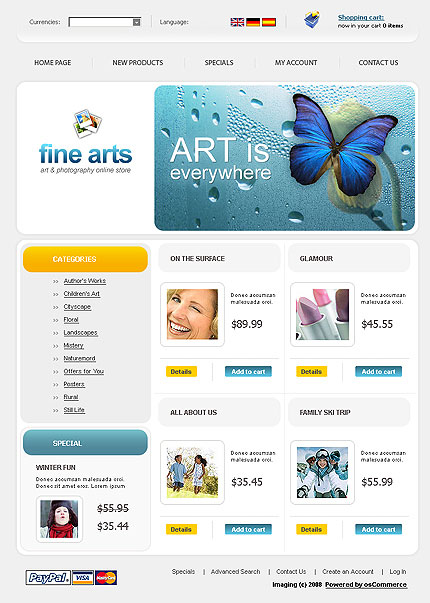 Currencies:
Language:
Shopping cart:
now in your cart 0 items
HOME PAGE
NEW PRODUCTS
SPECIALS
MY ACCOUNT
CONTACT US
fine arts
art & photography online store
ART is
everywhere
CATEGORIES
Author's Works
Children's Art
Cityscape
Floral
Landscapes
Mistery
Naturemord
Offers for You
Posters
Rural
Still Life
SPECIAL
WINTER FUN
Donec accumsan malesuada orci.
Donec sit amet eros. Lorem ipsum
$55.95
$35.44
ON THE SURFACE
Donec accumsan
malesuada orci.
$89.99
Details
Add to cart
GLAMOUR
Donec accumsan
malesuada orci.
$45.55
Details
Add to cart
ALL ABOUT US
Donec accumsan
malesuada orci.
$35.45
Details
Add to cart
FAMILY SKI TRIP
Donec accumsan
malesuada orci.
$55.99
Details
Add to cart
PayPal
VISA
MasterCard
Specials | Advanced Search | Contact Us | Create an Account | Log In
Imaging (c) 2008 Powered by osCommerce